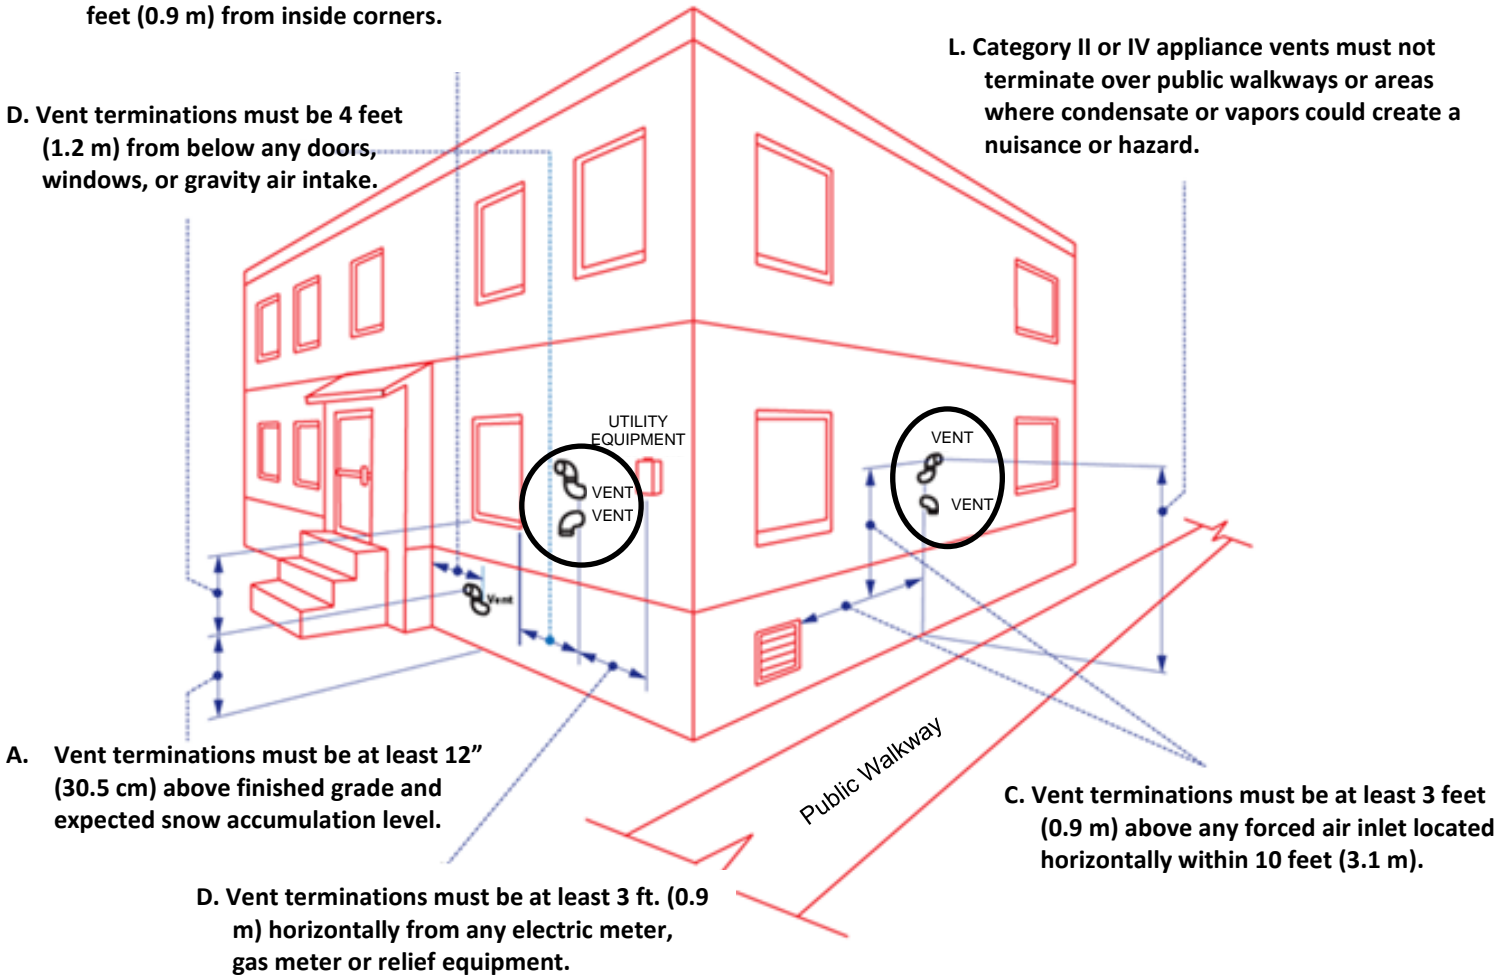 feet (0.9 m) from inside corners.
L. Category II or IV appliance vents must not
terminate over public walkways or areas
where condensate or vapors could create a
nuisance or hazard.
D. Vent terminations must be 4 feet
(1.2 m) from below any doors,
windows, or gravity air intake.
UTILITY
EQUIPMENT
VENT
VENT
VENT
VENT
Vent
Public Walkway
A. Vent terminations must be at least 12”
(30.5 cm) above finished grade and
expected snow accumulation level.
C. Vent terminations must be at least 3 feet
(0.9 m) above any forced air inlet located
horizontally within 10 feet (3.1 m).
D. Vent terminations must be at least 3 ft. (0.9
m) horizontally from any electric meter,
gas meter or relief equipment.